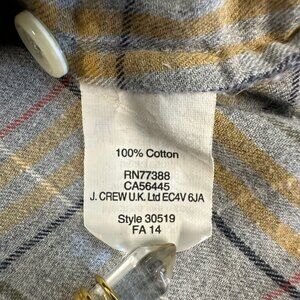 100% Cotton
RN77388
CA56445
J. CREW U.K. Ltd EC4V 6JA
Style 30519
FA 14